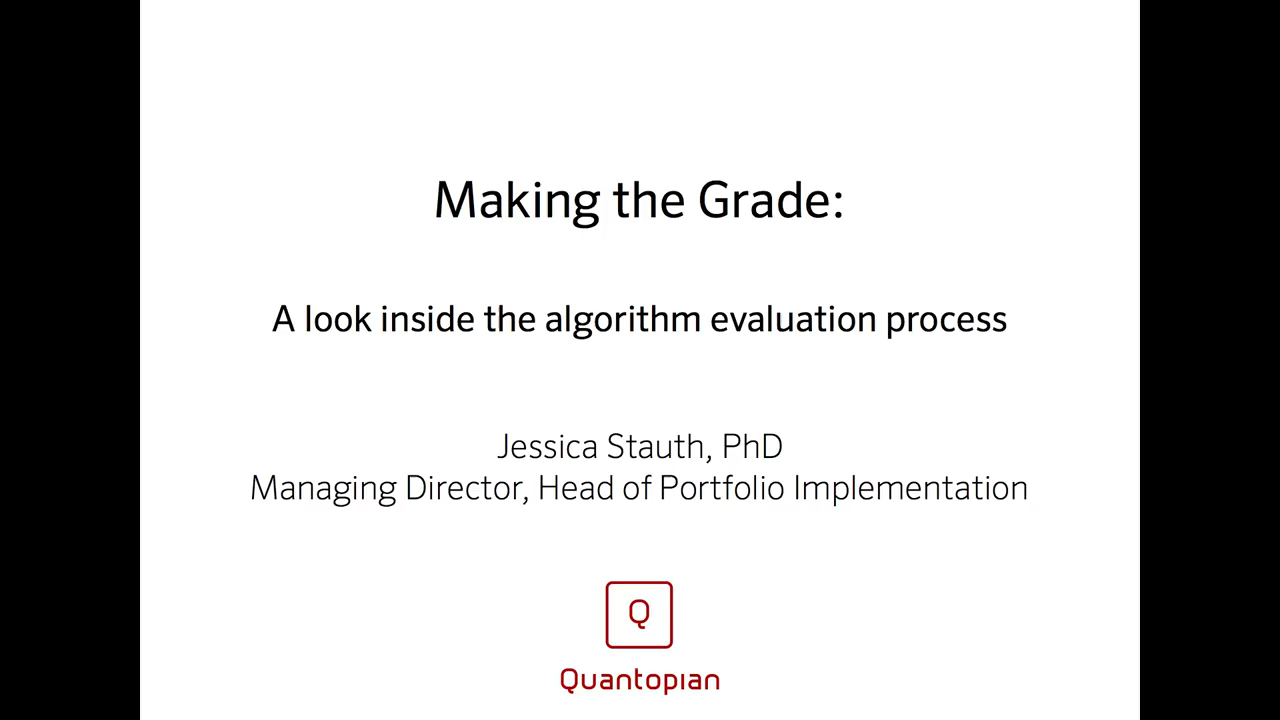 Making the Grade:
A look inside the algorithm evaluation process
Jessica Stauth, PhD
Managing Director, Head of Portfolio Implementation
Q
Quantopian